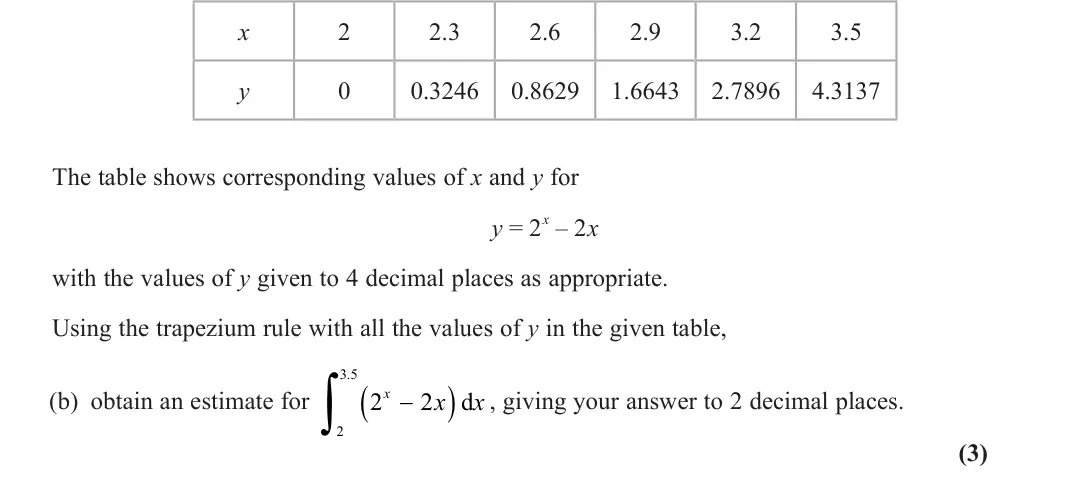 x 2 2.3 2.6 2.9 3.2 3.5
y 0 0.3246 0.8629 1.6643 2.7896 4.3137
The table shows corresponding values of x and y for
y = 2ˣ – 2x
with the values of y given to 4 decimal places as appropriate.
Using the trapezium rule with all the values of y in the given table,
(b) obtain an estimate for ∫₂^3.5 (2ˣ – 2x) dx, giving your answer to 2 decimal places.
(3)